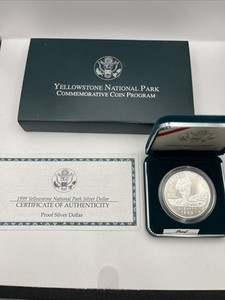 YELLOWSTONE NATIONAL PARK
COMMEMORATIVE COIN PROGRAM
1999 Yellowstone National Park Silver Dollar
CERTIFICATE OF AUTHENTICITY
Proof Silver Dollar